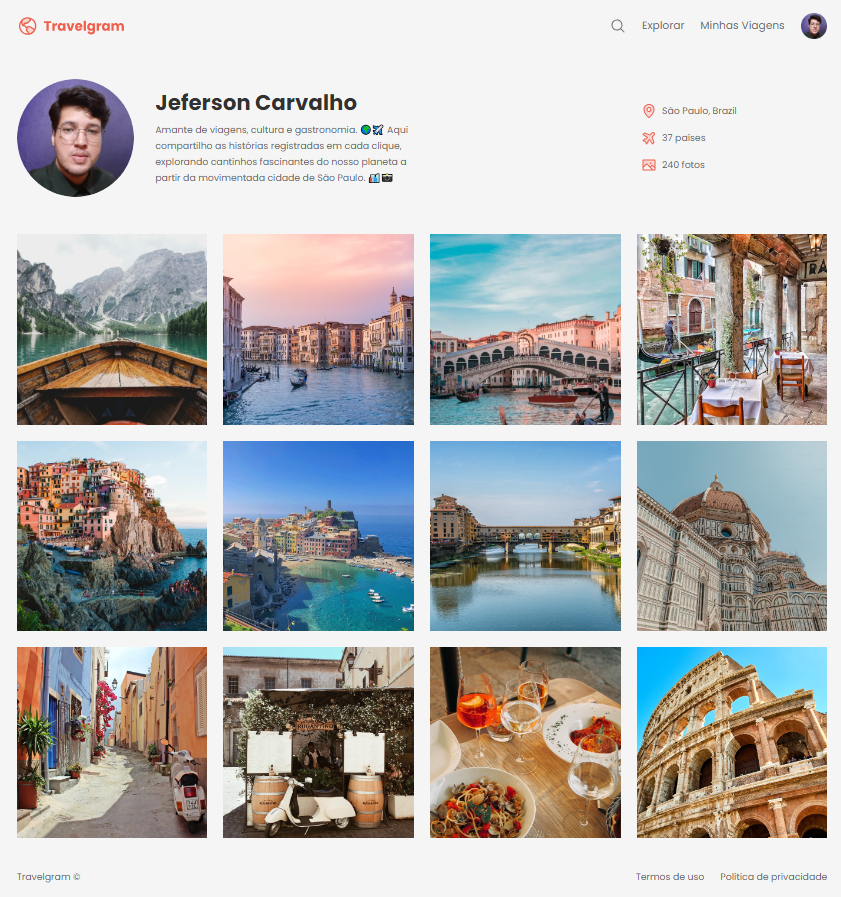 Travelgram
Explorar
Minhas Viagens
Jeferson Carvalho
Amante de viagens, cultura e gastronomia. 🌍✈️ Aqui
compartilho as histórias registradas em cada clique,
explorando cantinhos fascinantes do nosso planeta a
partir da movimentada cidade de São Paulo. 🏙️📷
São Paulo, Brazil
37 países
240 fotos
TRA
Travelgram ©
Termos de uso
Política de privacidade